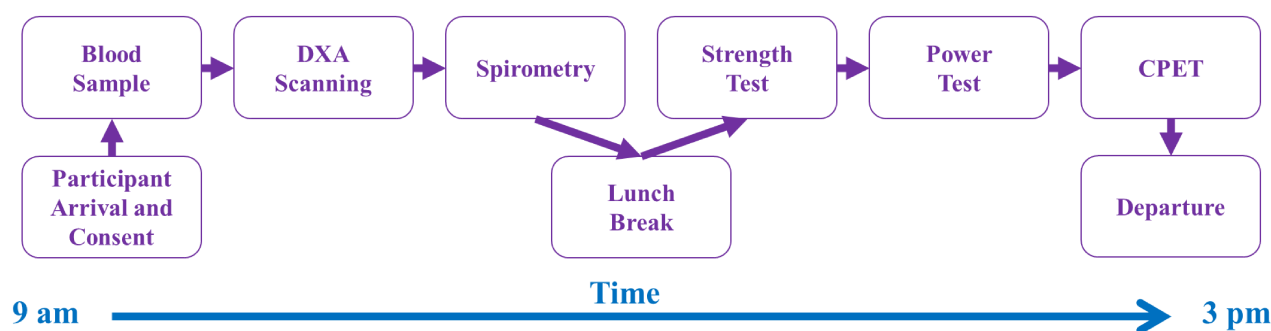 Blood
Sample
DXA
Scanning
Spirometry
Strength
Test
Power
Test
CPET
Participant
Arrival and
Consent
Lunch
Break
Departure
Time
9 am
3 pm